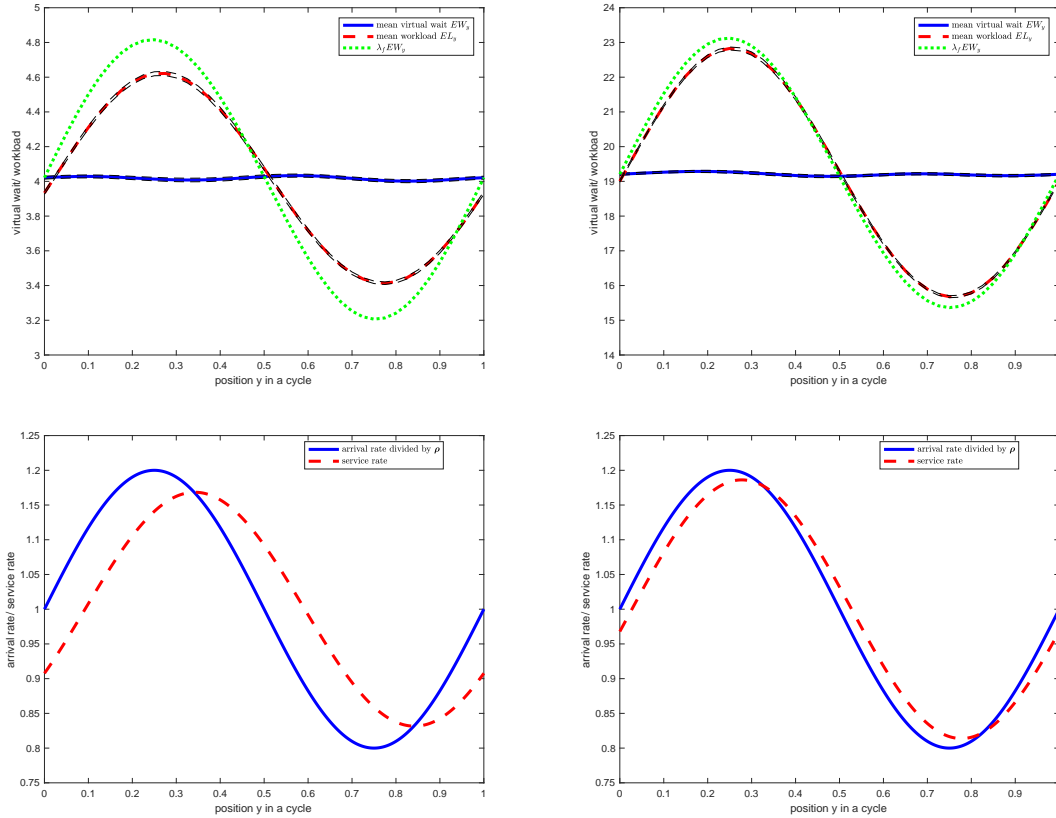 mean virtual wait EW_y
mean workload EL_y
λ_f EW_y
virtual wait/ workload
5
4.8
4.6
4.4
4.2
4
3.8
3.6
3.4
3.2
3
0 0.1 0.2 0.3 0.4 0.5 0.6 0.7 0.8 0.9 1
position y in a cycle
mean virtual wait EW_y
mean workload EL_y
λ_f EW_y
virtual wait/ workload
24
23
22
21
20
19
18
17
16
15
14
0 0.1 0.2 0.3 0.4 0.5 0.6 0.7 0.8 0.9
position y in a cycle
arrival rate divided by ρ
service rate
arrival rate/ service rate
1.25
1.2
1.15
1.1
1.05
1
0.95
0.9
0.85
0.8
0.75
0 0.1 0.2 0.3 0.4 0.5 0.6 0.7 0.8 0.9 1
position y in a cycle
arrival rate divided by ρ
service rate
arrival rate/ service rate
1.25
1.2
1.15
1.1
1.05
1
0.95
0.9
0.85
0.8
0.75
0 0.1 0.2 0.3 0.4 0.5 0.6 0.7 0.8 0.9
position y in a cycle